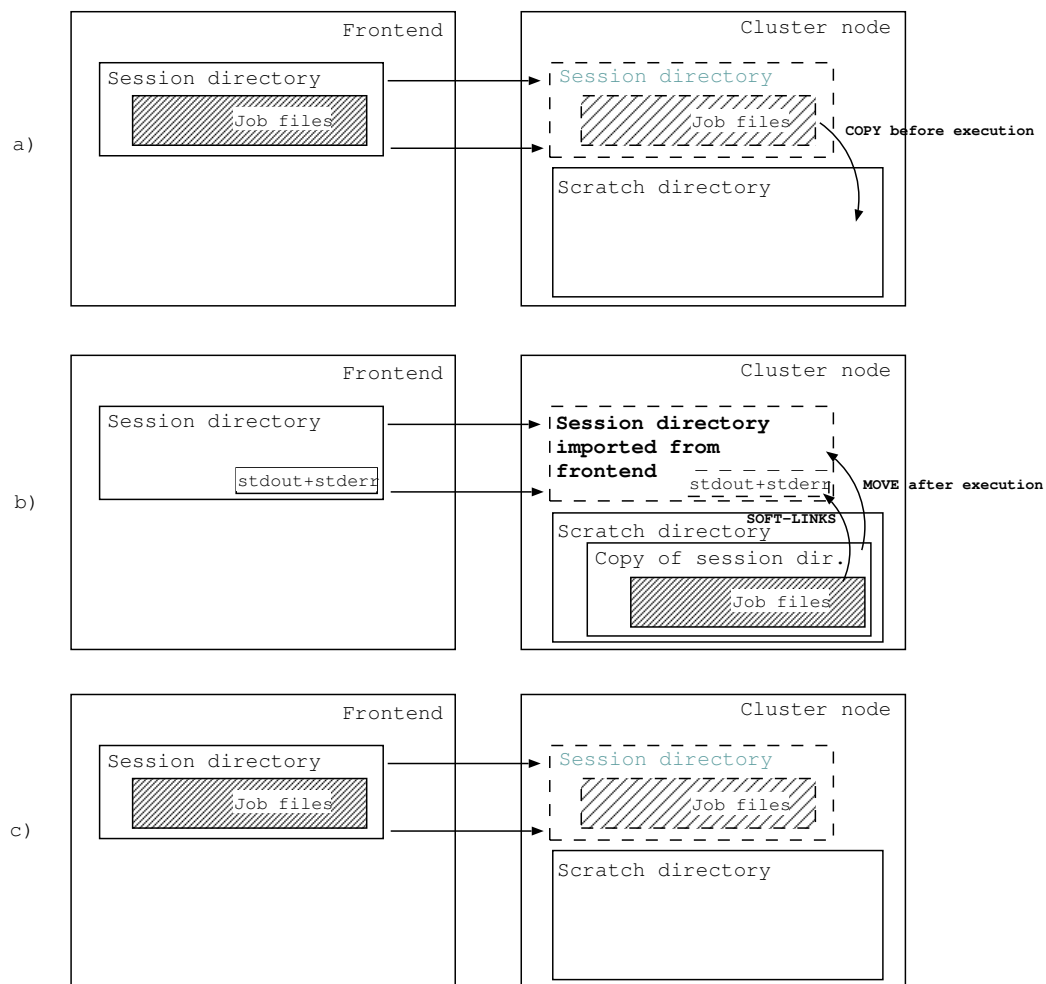 Frontend
Cluster node
Session directory
Session directory
Job files
Job files
COPY before execution
a)
Scratch directory
Frontend
Cluster node
Session directory
Session directory
imported from
frontend
stdout+stderr
stdout+stderr
MOVE after execution
b)
SOFT-LINKS
Scratch directory
Copy of session dir.
Job files
Frontend
Cluster node
Session directory
Session directory
Job files
Job files
c)
Scratch directory